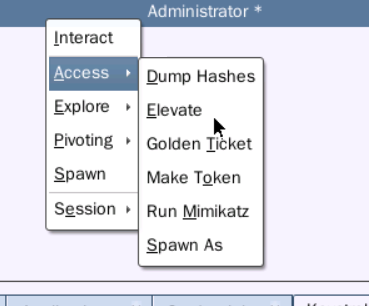 Administrator *
Interact
Access
Explore
Pivoting
Spawn
Session
Dump Hashes
Elevate
Golden Ticket
Make Token
Run Mimikatz
Spawn As